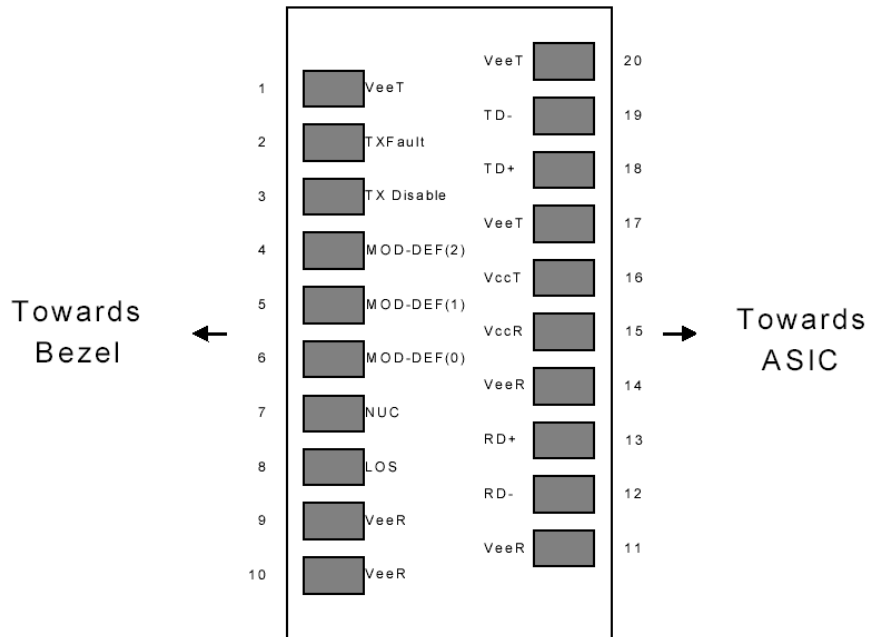 VeeT 20
1 VeeT
TD- 19
2 TXFault
TD+ 18
3 TX Disable
VeeT 17
4 MOD-DEF(2)
VccT 16
5 MOD-DEF(1)
Towards
Bezel
VccR 15
Towards
ASIC
6 MOD-DEF(0)
VeeR 14
7 NUC
RD+ 13
8 LOS
RD- 12
9 VeeR
VeeR 11
10 VeeR